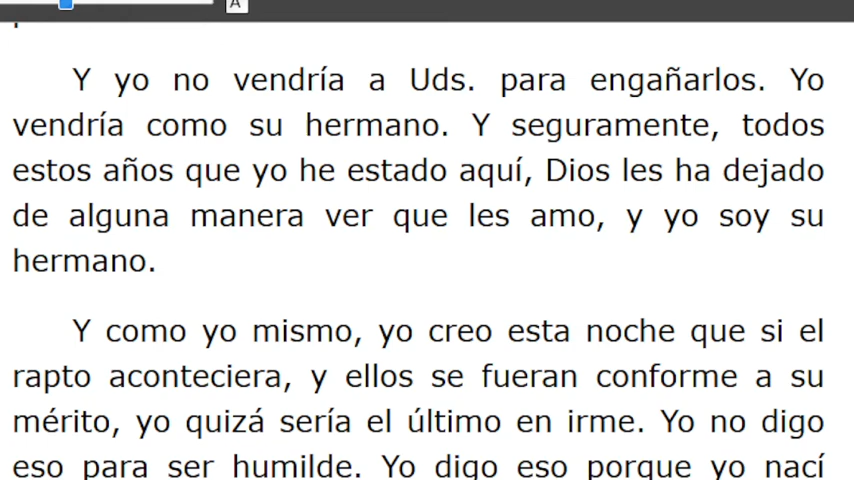 A
Y yo no vendría a Uds. para engañarlos. Yo
vendría como su hermano. Y seguramente, todos
estos años que yo he estado aquí, Dios les ha dejado
de alguna manera ver que les amo, y yo soy su
hermano.
Y como yo mismo, yo creo esta noche que si el
rapto aconteciera, y ellos se fueran conforme a su
mérito, yo quizá sería el último en irme. Yo no digo
eso para ser humilde. Yo digo eso porque yo nací